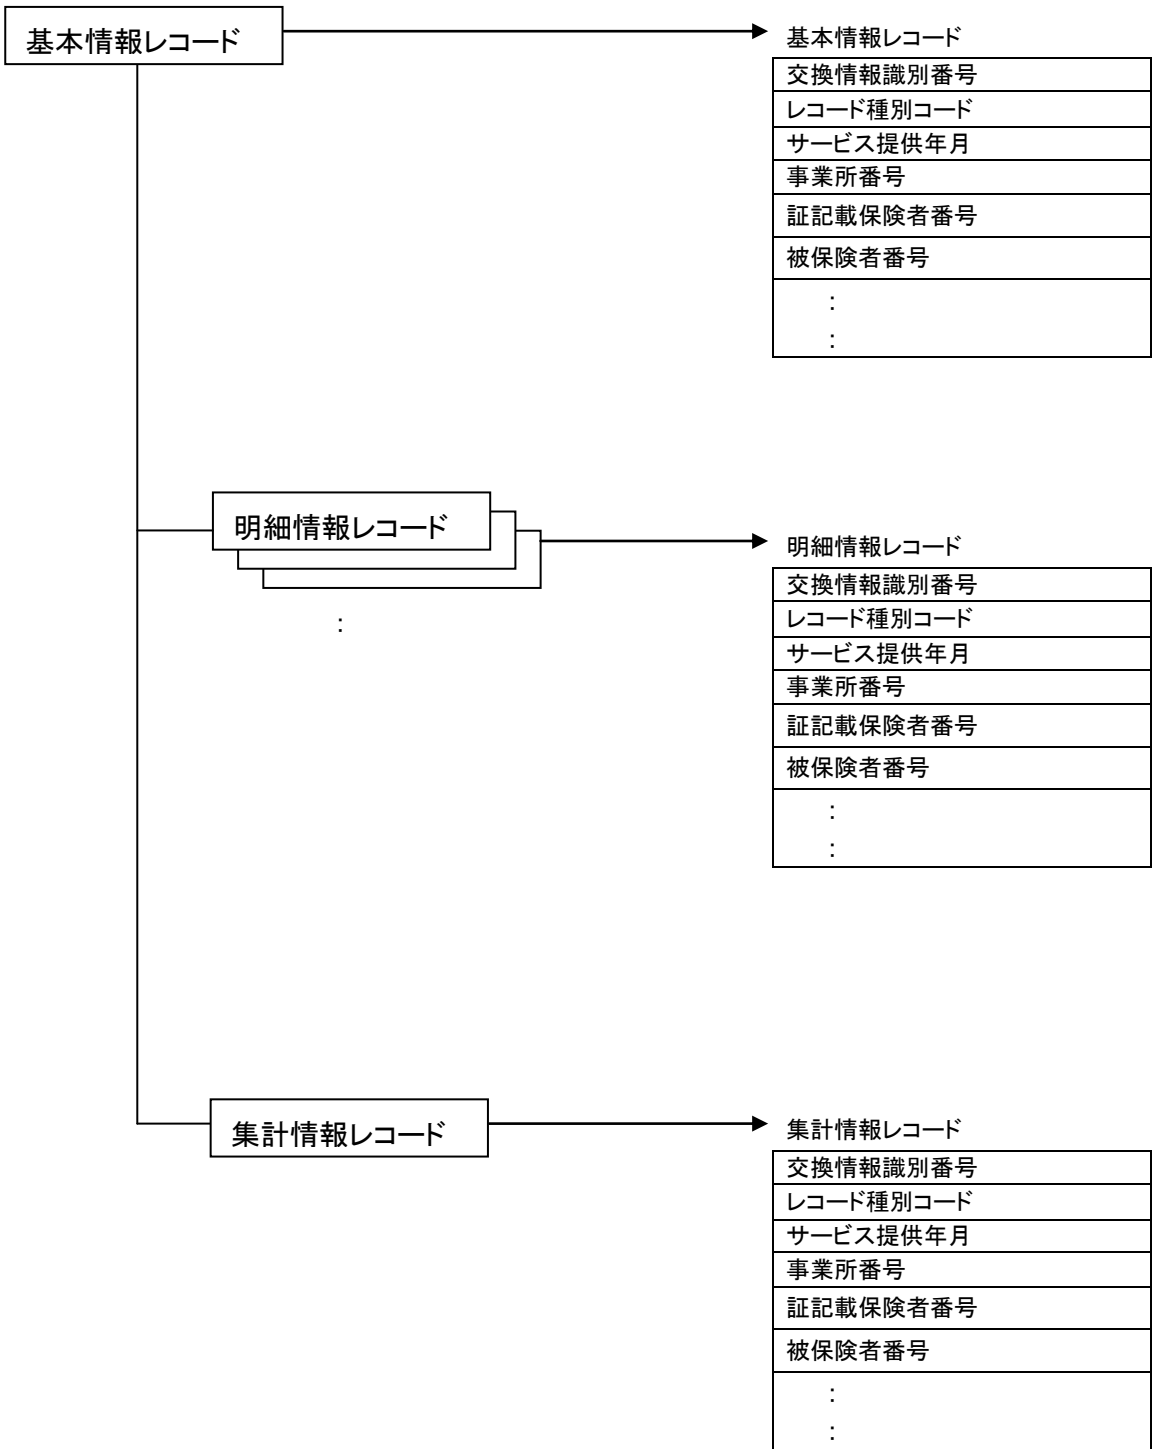 基本情報レコード
基本情報レコード
交換情報識別番号
レコード種別コード
サービス提供年月
事業所番号
証記載保険者番号
被保険者番号
:
:
明細情報レコード
:
明細情報レコード
交換情報識別番号
レコード種別コード
サービス提供年月
事業所番号
証記載保険者番号
被保険者番号
:
:
集計情報レコード
集計情報レコード
交換情報識別番号
レコード種別コード
サービス提供年月
事業所番号
証記載保険者番号
被保険者番号
:
: